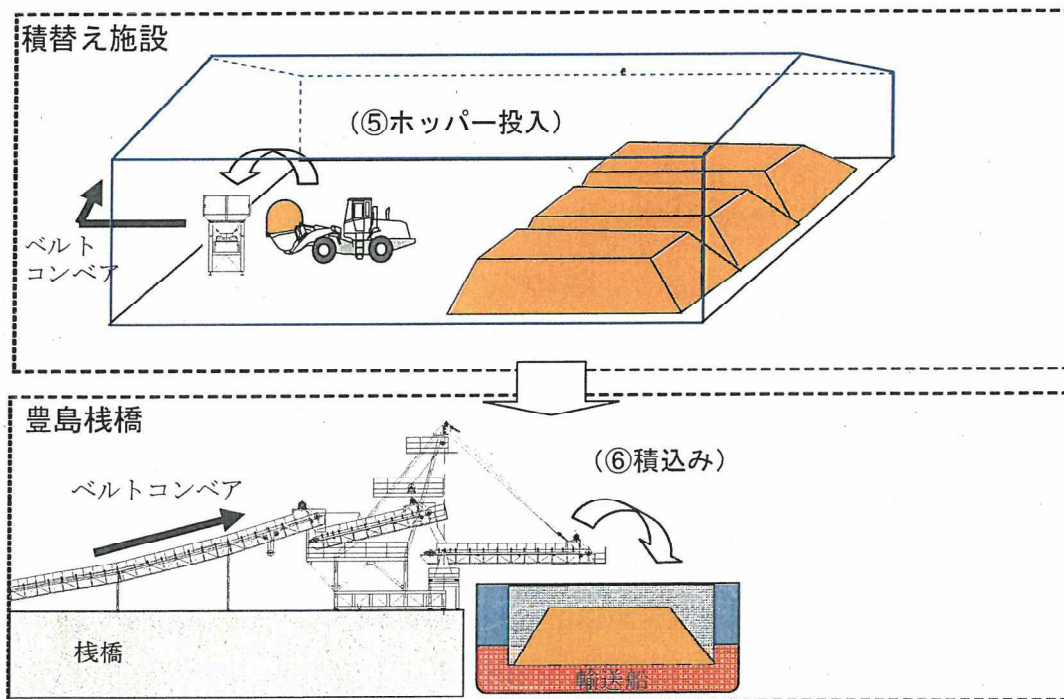 積替え施設
(⑤ホッパー投入)
ベルト
コンベア
豊島桟橋
(⑥積込み)
ベルトコンベア
桟橋
輸送船